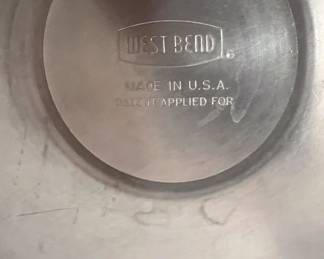 WEST BEND®
MADE IN U.S.A.
PATENT APPLIED FOR